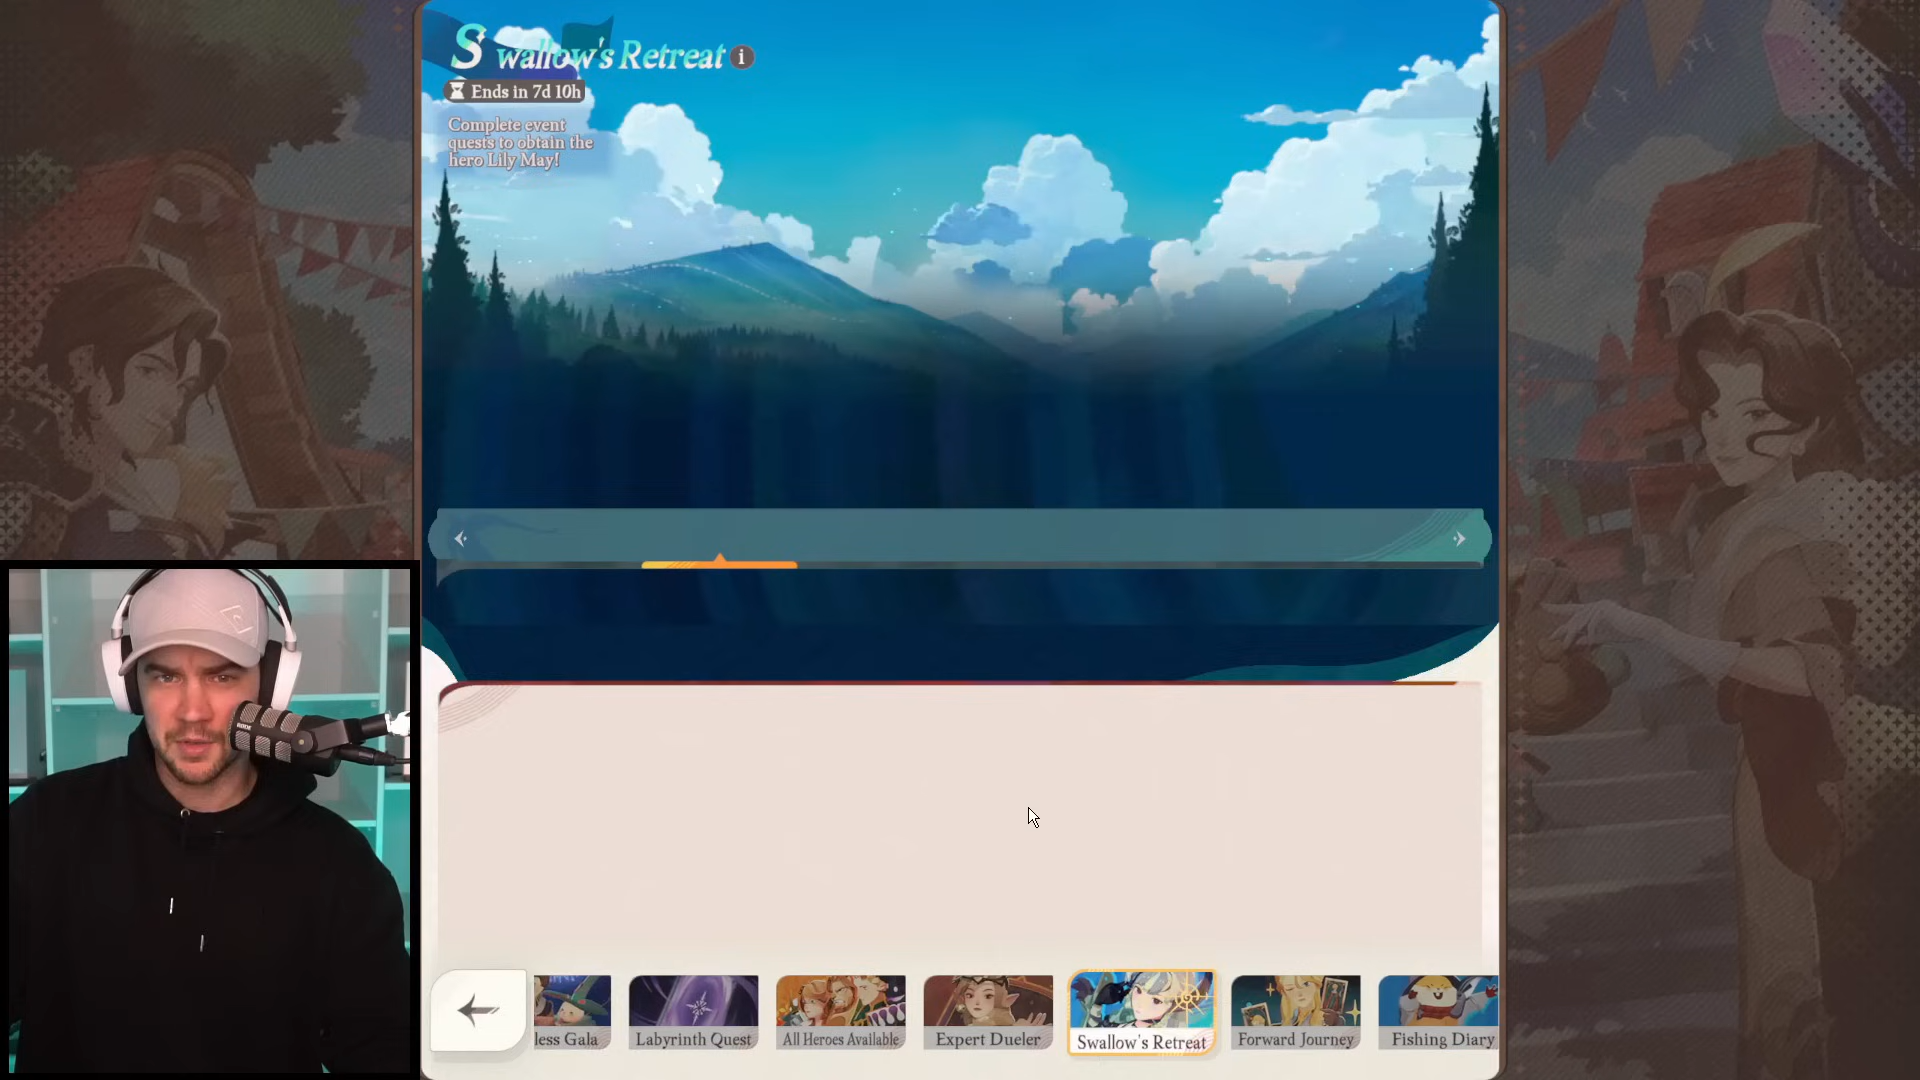 Swallow's Retreat
Ends in 7d 10h
Complete event
quests to obtain the
hero Lily May!
RODE
less Gala
Labyrinth Quest
All Heroes Available
Expert Dueler
Swallow's Retreat
Forward Journey
Fishing Diary